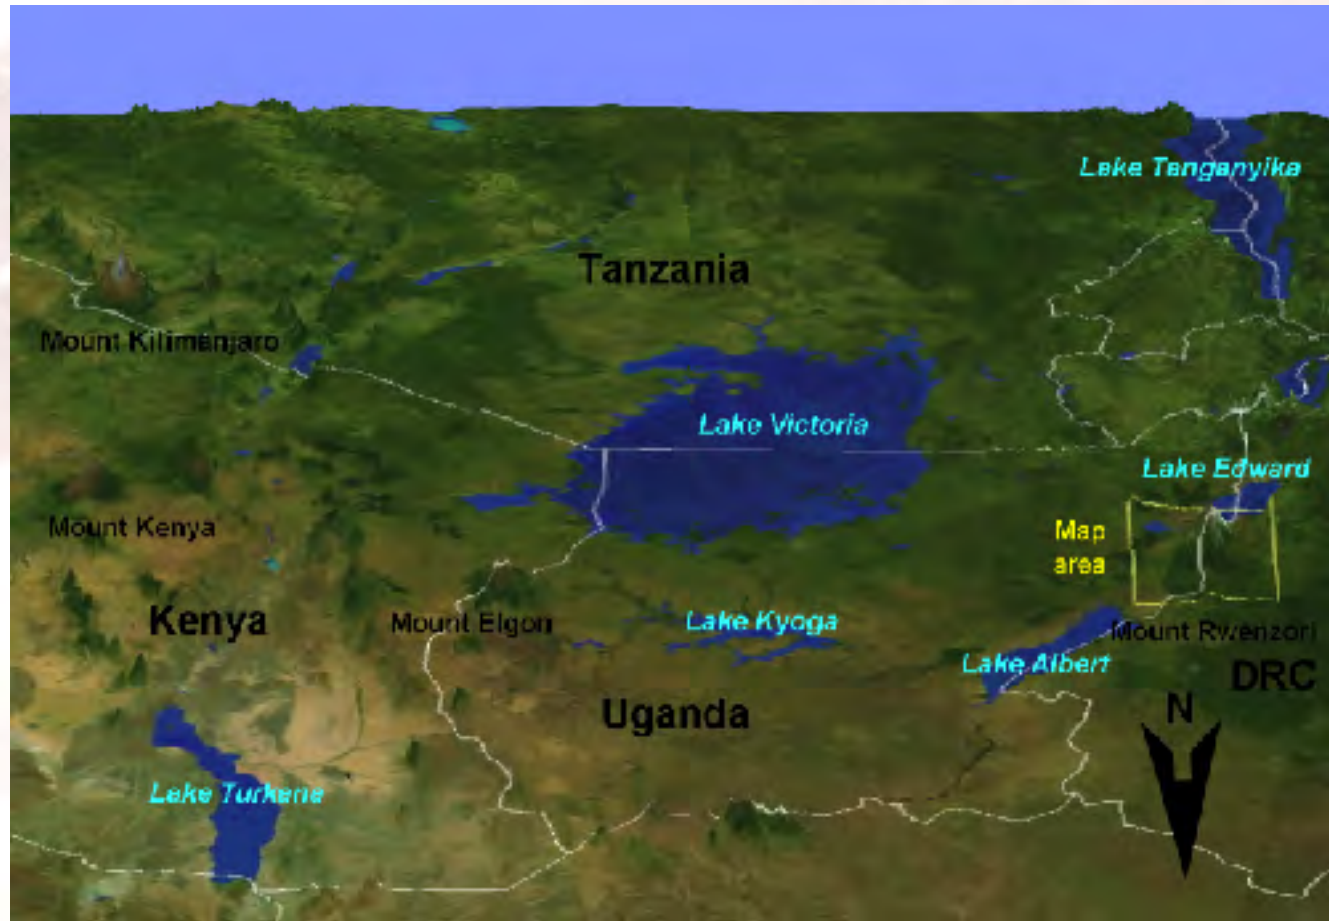 Lake Tanganyika
Tanzania
Mount Kilimanjaro
Lake Victoria
Lake Edward
Mount Kenya
Map
area
Kenya
Mount Elgon
Lake Kyoga
Mount Rwenzori
Lake Albert
DRC
Uganda
N
Lake Turkana